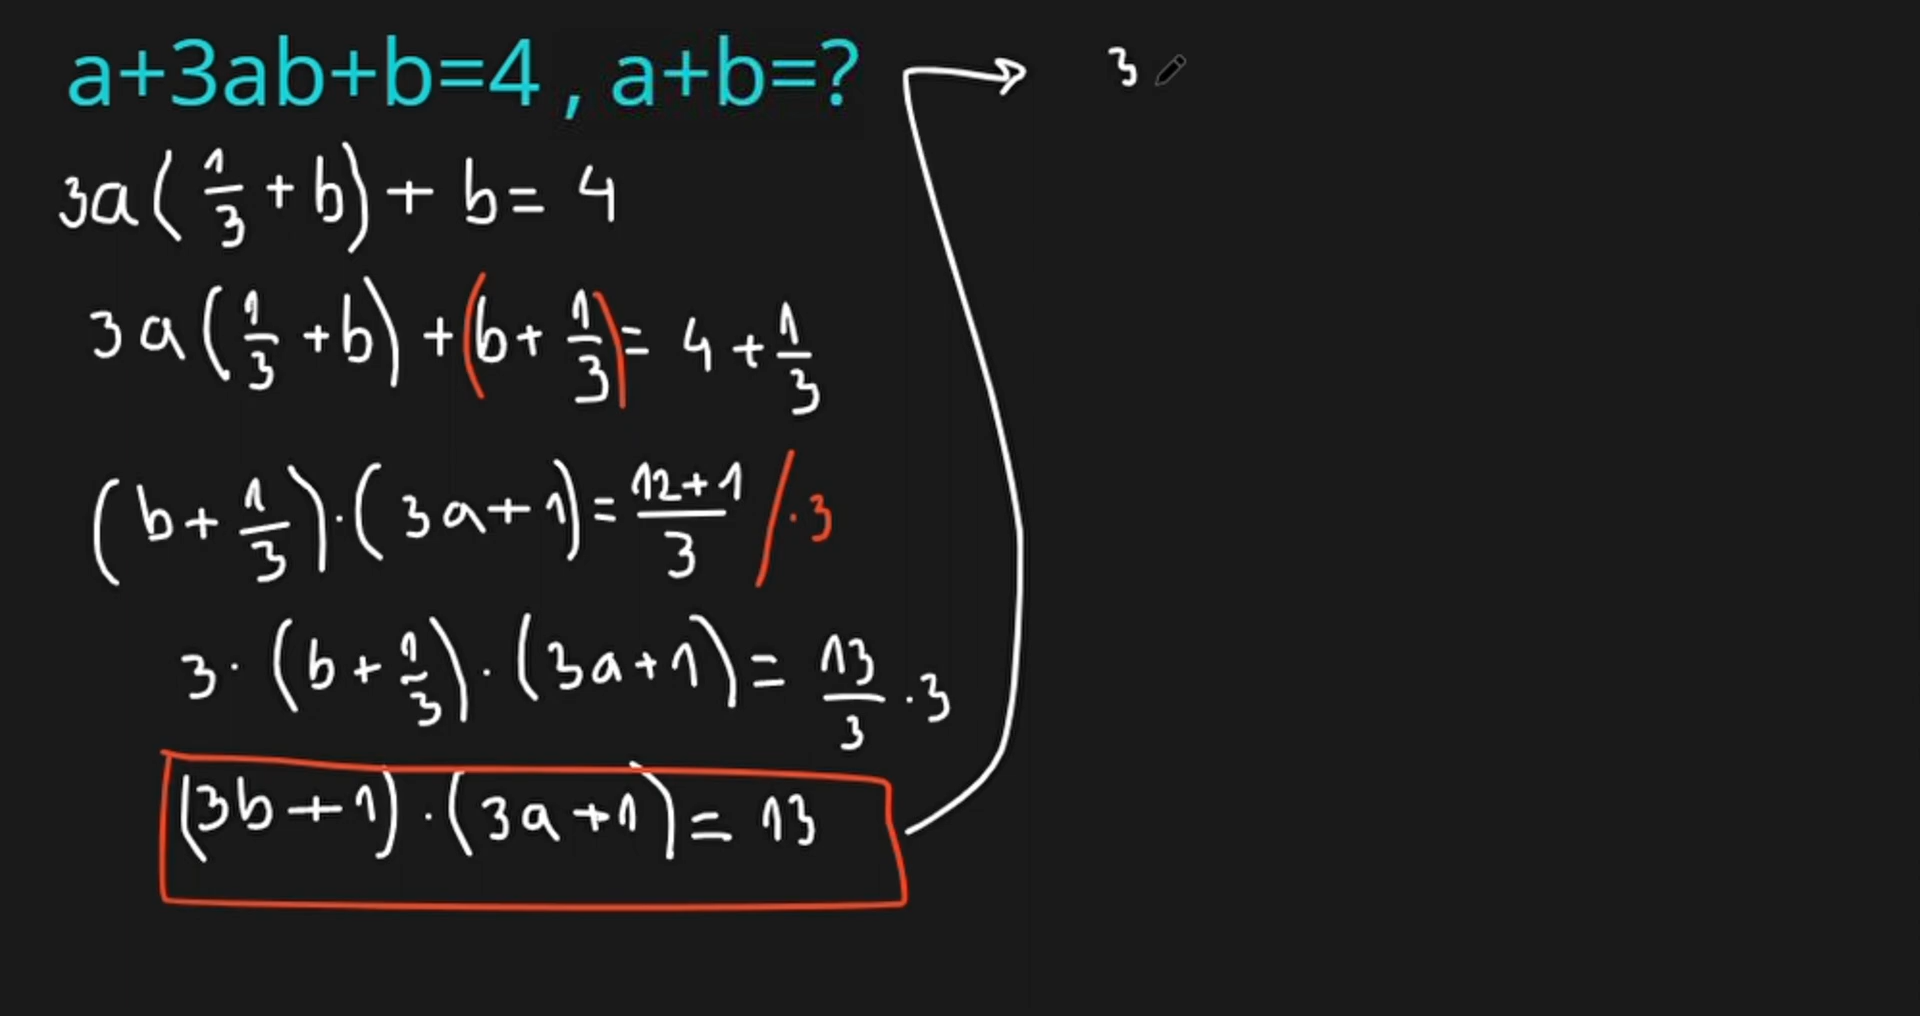 a+3ab+b=4 , a+b=?
3a(1/3+b)+b=4
3a(1/3+b)+(b+1/3)=4+1/3
(b+1/3)·(3a+1)=12+1/3 /·3
3·(b+1/3)·(3a+1)=13/3·3
(3b+1)·(3a+1)=13
3